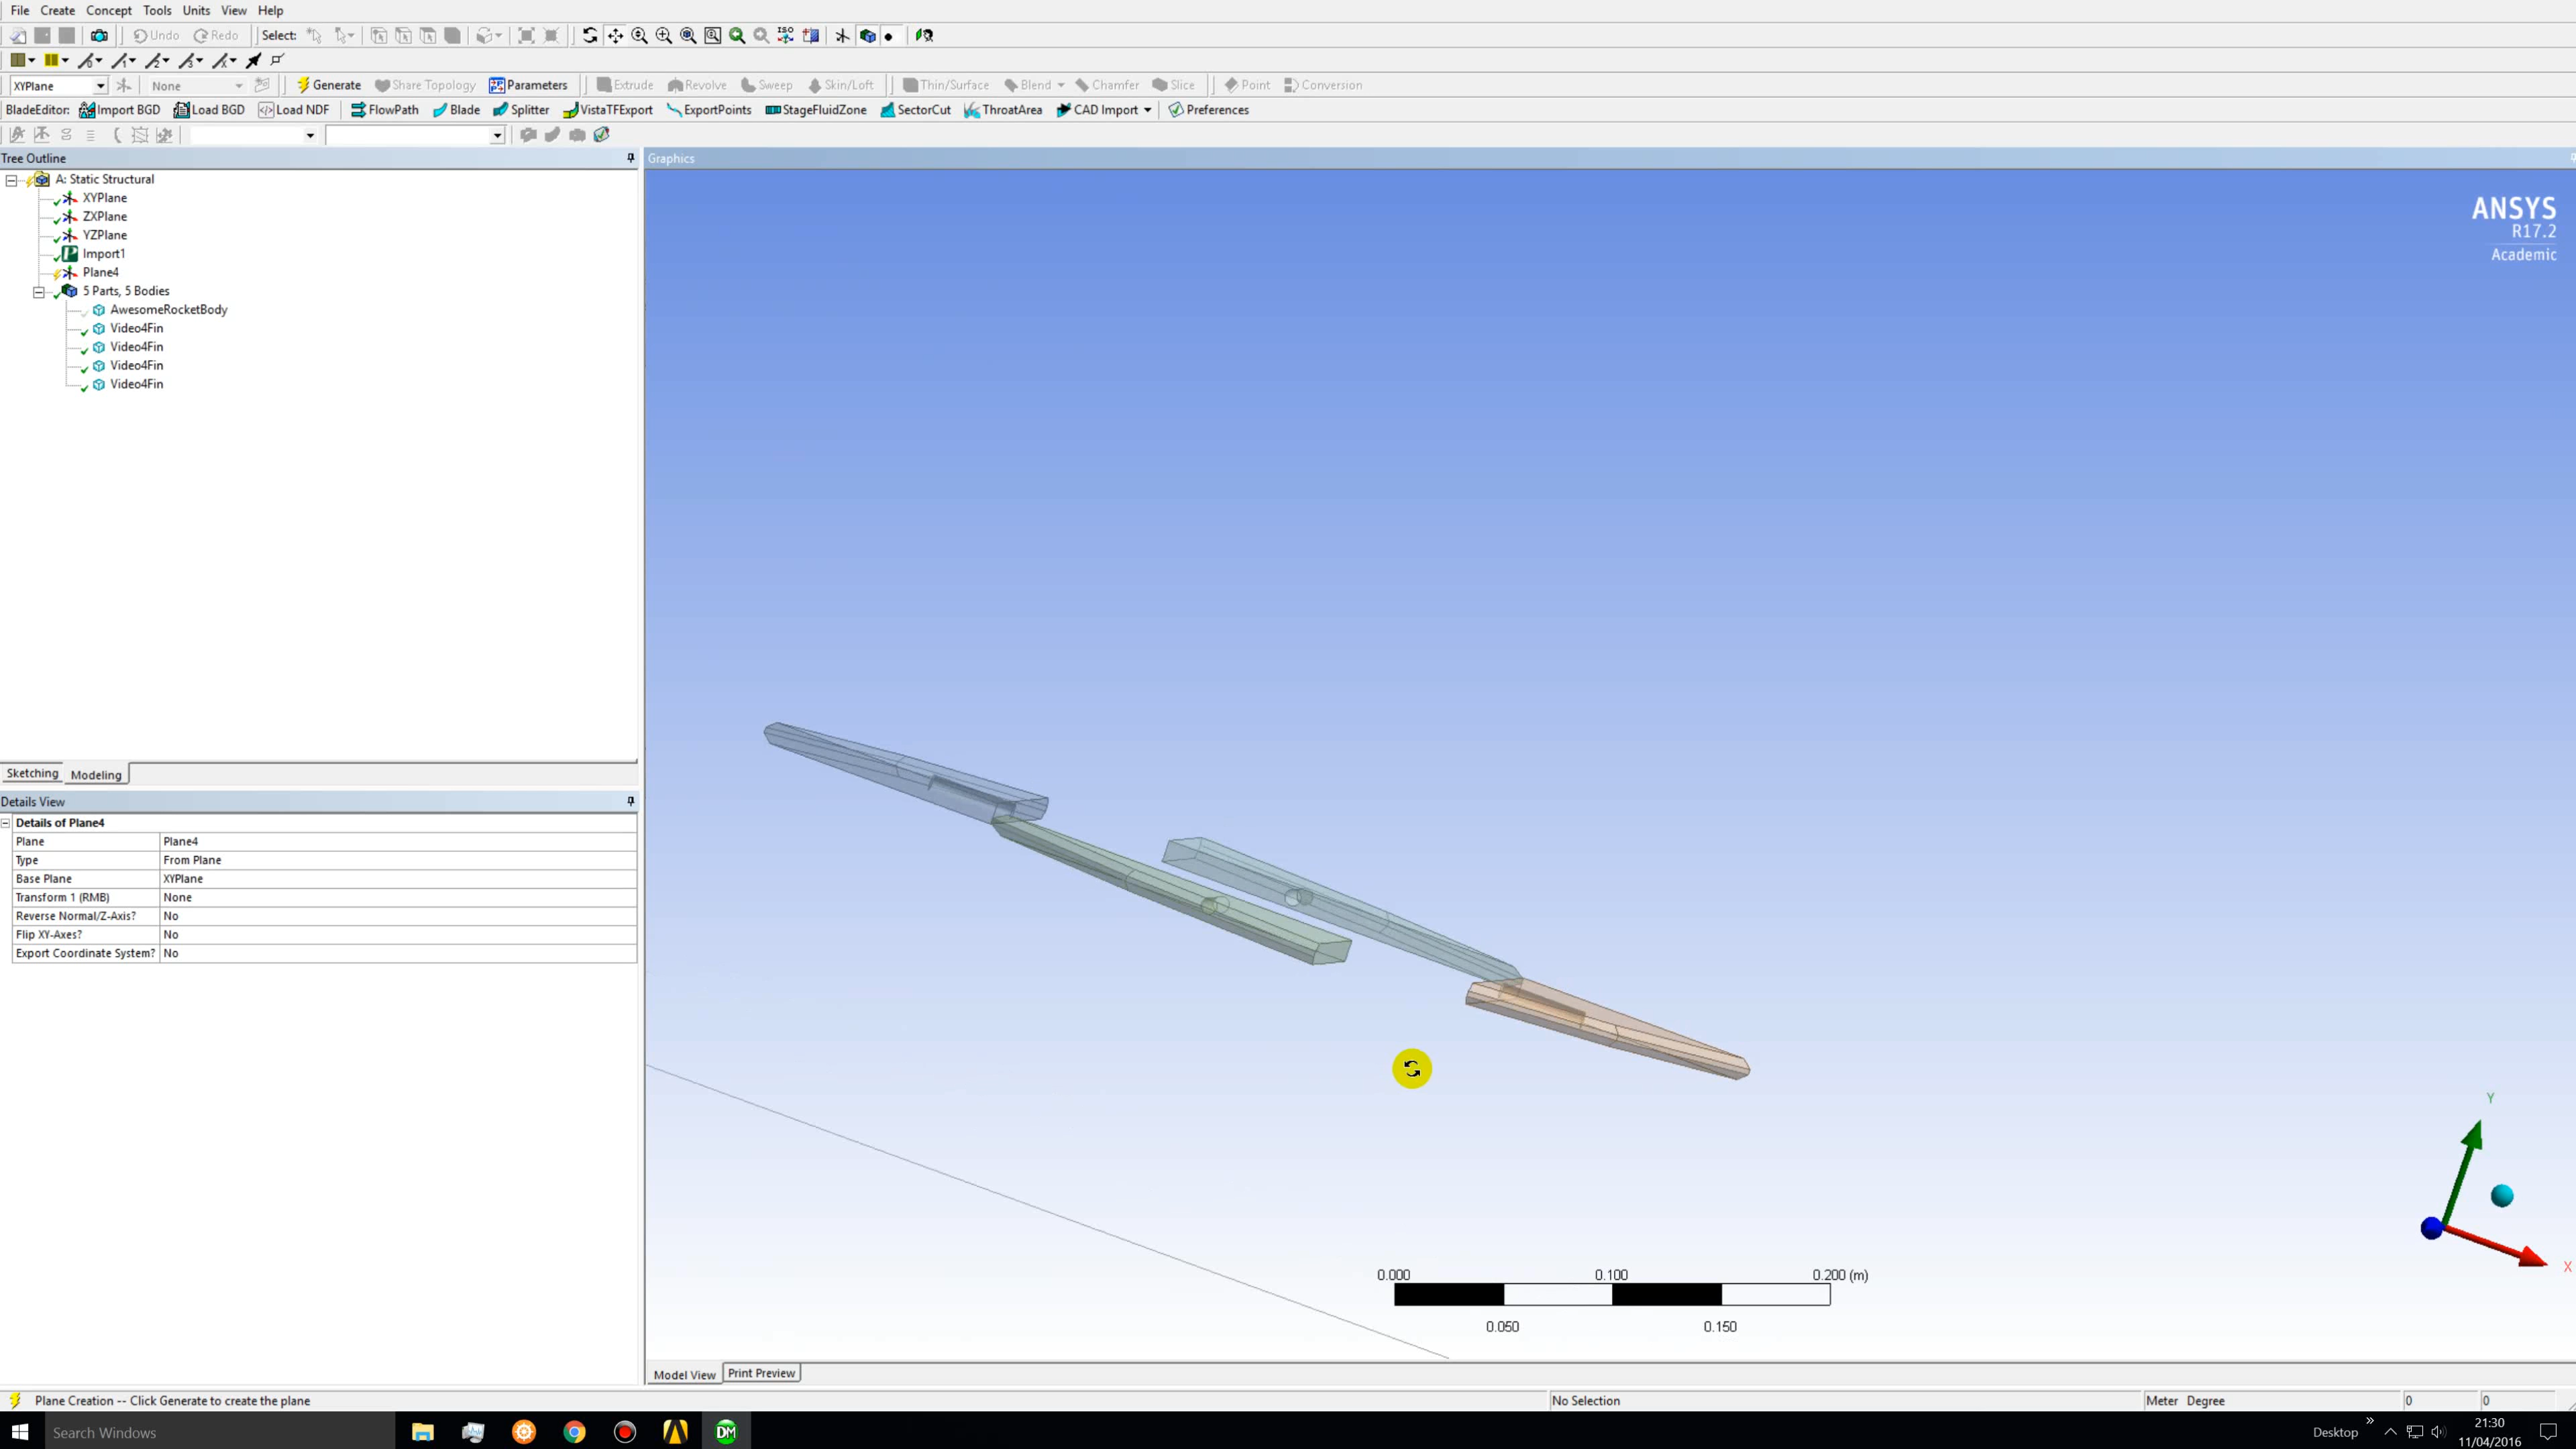 File Create Concept Tools Units View Help
Undo Redo Select: ISO
XYPlane None Generate Share Topology Parameters Extrude Revolve Sweep Skin/Loft Thin/Surface Blend Chamfer Slice Point Conversion
BladeEditor: Import BGD Load BGD Load NDF FlowPath Blade Splitter VistaTFExport ExportPoints StageFluidZone SectorCut ThroatArea CAD Import Preferences
Tree Outline
A: Static Structural
XYPlane
ZXPlane
YZPlane
Import1
Plane4
5 Parts, 5 Bodies
AwesomeRocketBody
Video4Fin
Video4Fin
Video4Fin
Video4Fin
Sketching Modeling
Details View
Details of Plane4
Plane Plane4
Type From Plane
Base Plane XYPlane
Transform 1 (RMB) None
Reverse Normal/Z-Axis? No
Flip XY-Axes? No
Export Coordinate System? No
Graphics
ANSYS
R17.2
Academic
Y
X
0.000 0.100 0.200 (m)
0.050 0.150
Model View Print Preview
Plane Creation -- Click Generate to create the plane No Selection Meter Degree 0 0
Search Windows DM Desktop 21:30
11/04/2016